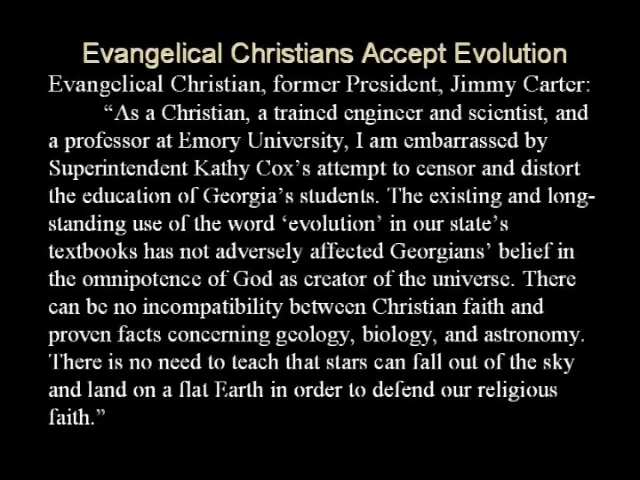 Evangelical Christians Accept Evolution
Evangelical Christian, former President, Jimmy Carter:
“As a Christian, a trained engineer and scientist, and
a professor at Emory University, I am embarrassed by
Superintendent Kathy Cox’s attempt to censor and distort
the education of Georgia’s students. The existing and long-
standing use of the word ‘evolution’ in our state’s
textbooks has not adversely affected Georgians’ belief in
the omnipotence of God as creator of the universe. There
can be no incompatibility between Christian faith and
proven facts concerning geology, biology, and astronomy.
There is no need to teach that stars can fall out of the sky
and land on a flat Earth in order to defend our religious
faith.”